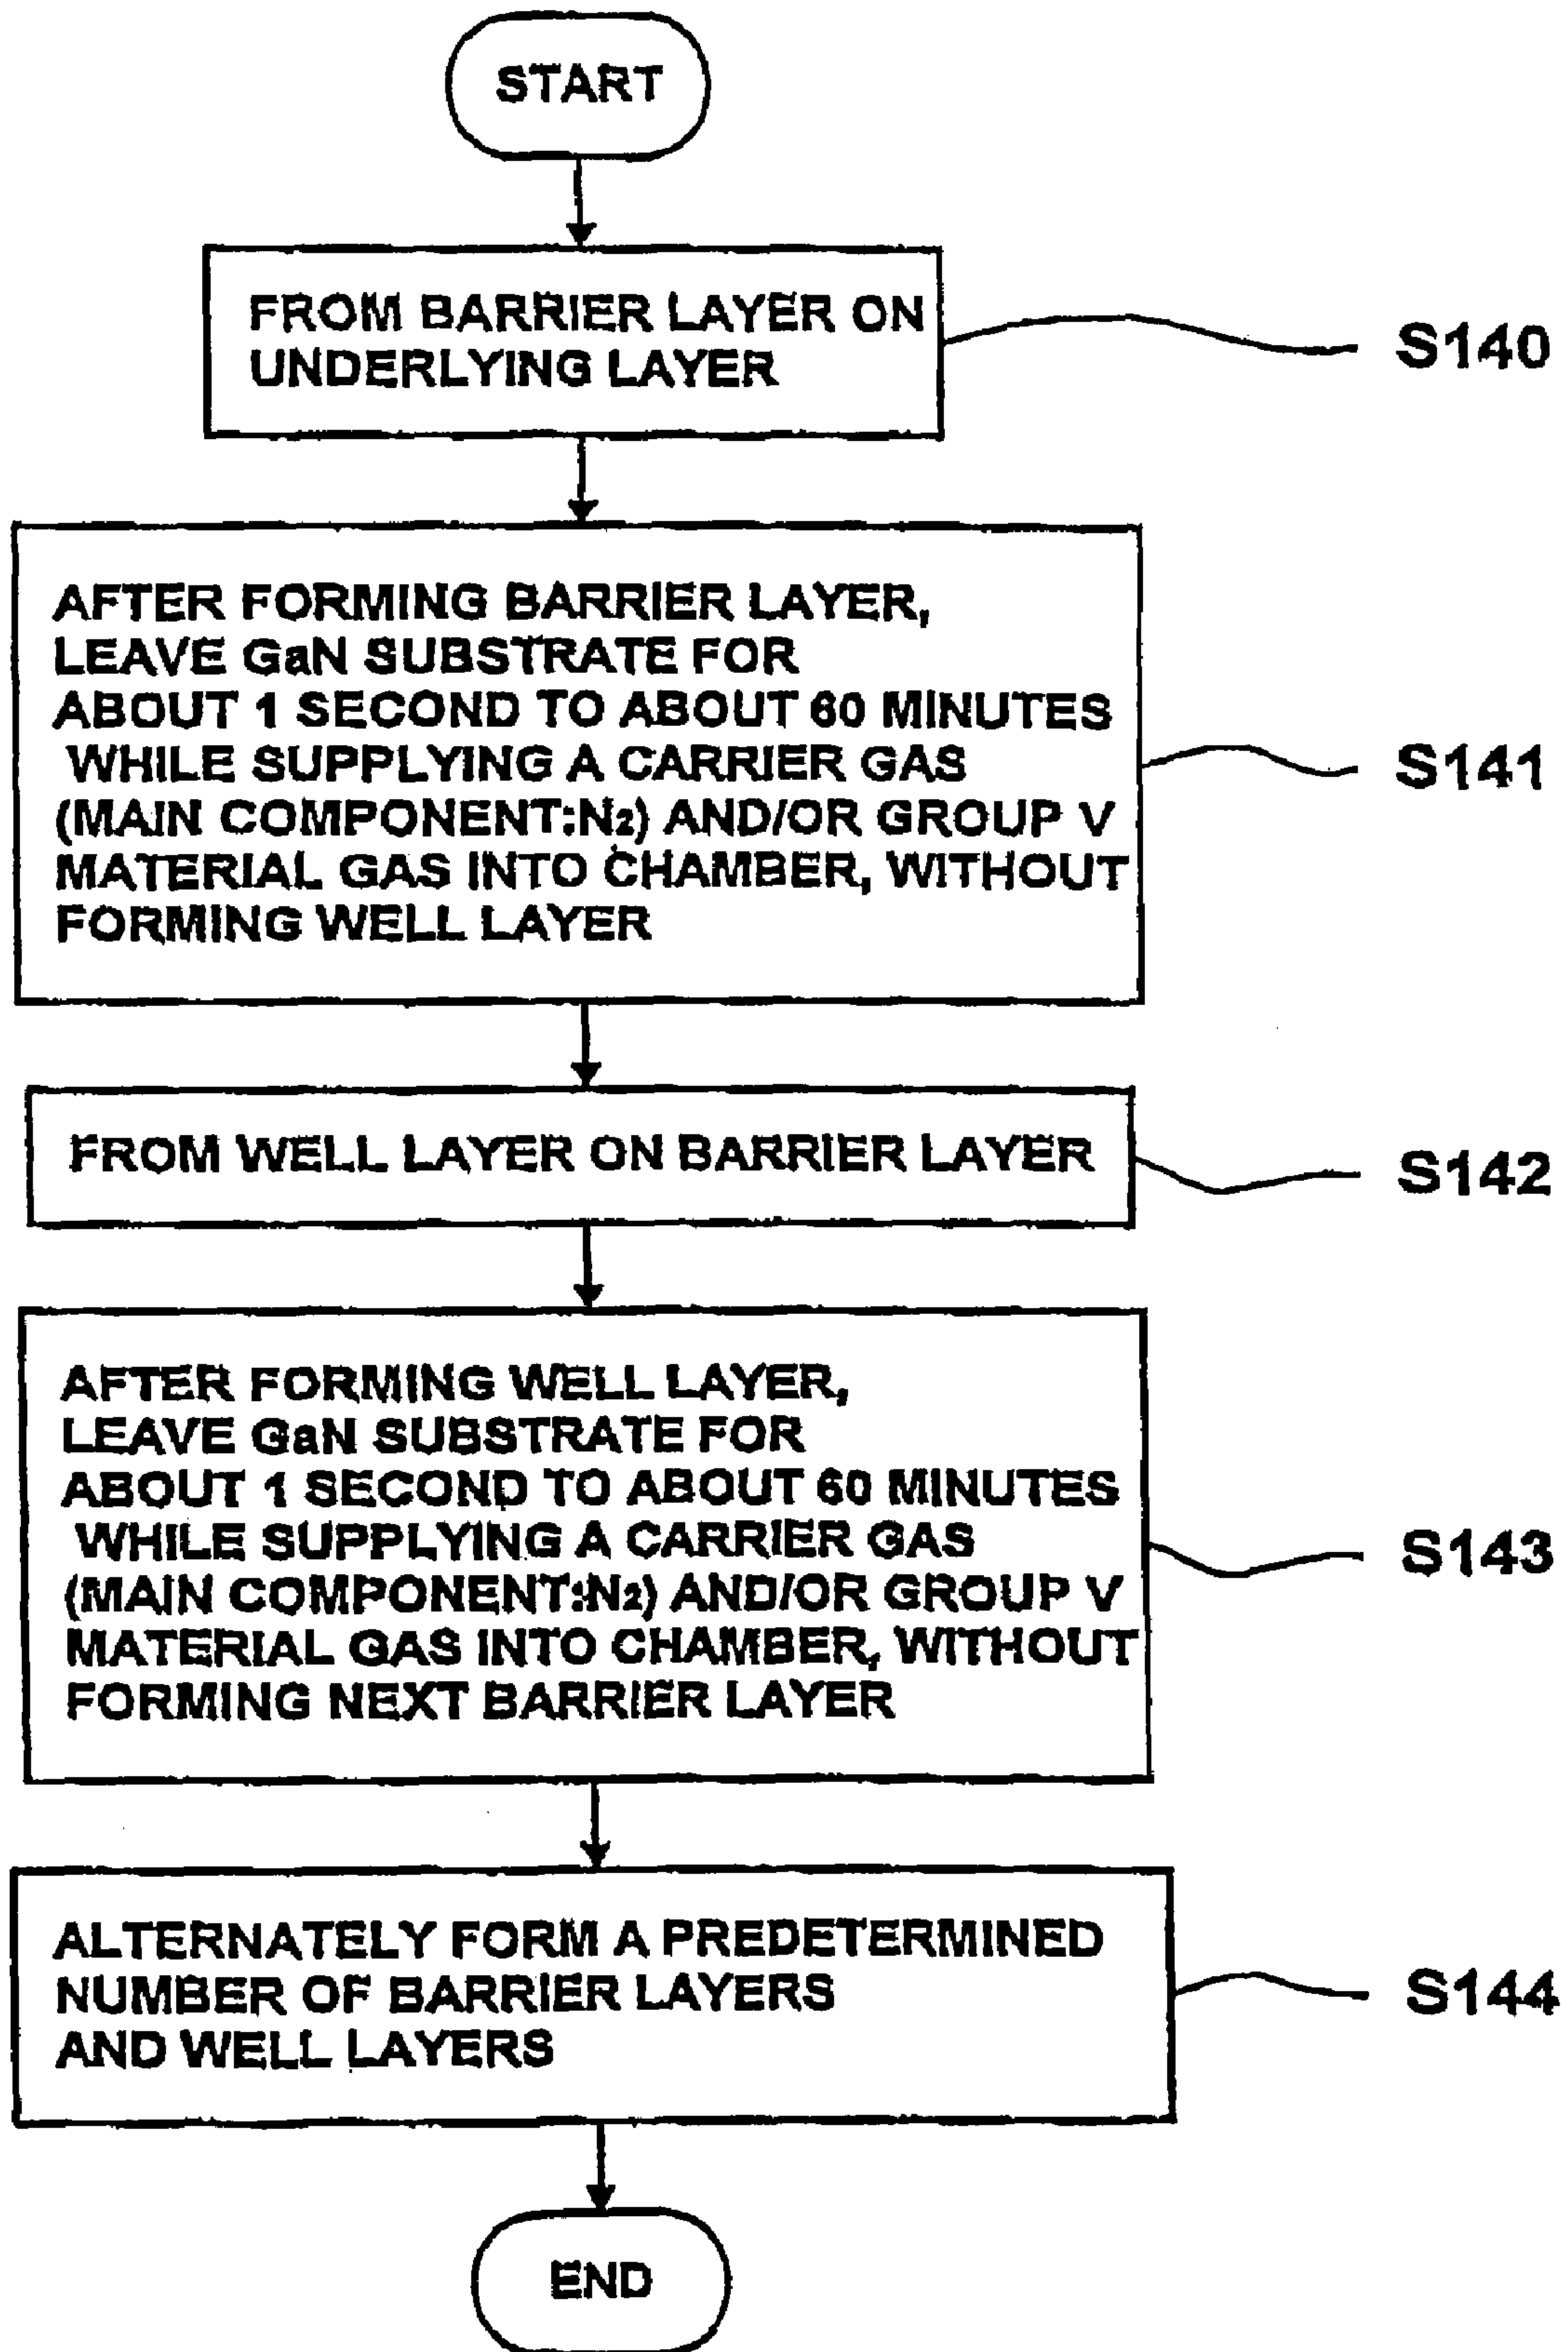 START
FROM BARRIER LAYER ON
UNDERLYING LAYER
S140
AFTER FORMING BARRIER LAYER,
LEAVE GaN SUBSTRATE FOR
ABOUT 1 SECOND TO ABOUT 60 MINUTES
WHILE SUPPLYING A CARRIER GAS
(MAIN COMPONENT:N₂) AND/OR GROUP V
MATERIAL GAS INTO CHAMBER, WITHOUT
FORMING WELL LAYER
S141
FROM WELL LAYER ON BARRIER LAYER
S142
AFTER FORMING WELL LAYER,
LEAVE GaN SUBSTRATE FOR
ABOUT 1 SECOND TO ABOUT 60 MINUTES
WHILE SUPPLYING A CARRIER GAS
(MAIN COMPONENT:N₂) AND/OR GROUP V
MATERIAL GAS INTO CHAMBER, WITHOUT
FORMING NEXT BARRIER LAYER
S143
ALTERNATELY FORM A PREDETERMINED
NUMBER OF BARRIER LAYERS
AND WELL LAYERS
S144
END